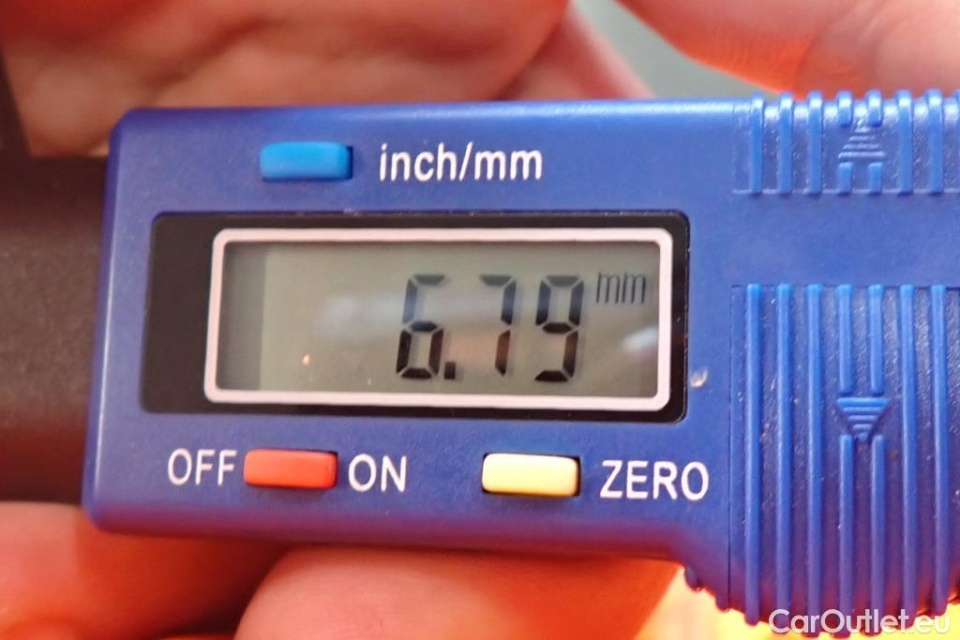 inch/mm
6.79 mm
OFF ON ZERO
CarOutlet.eu